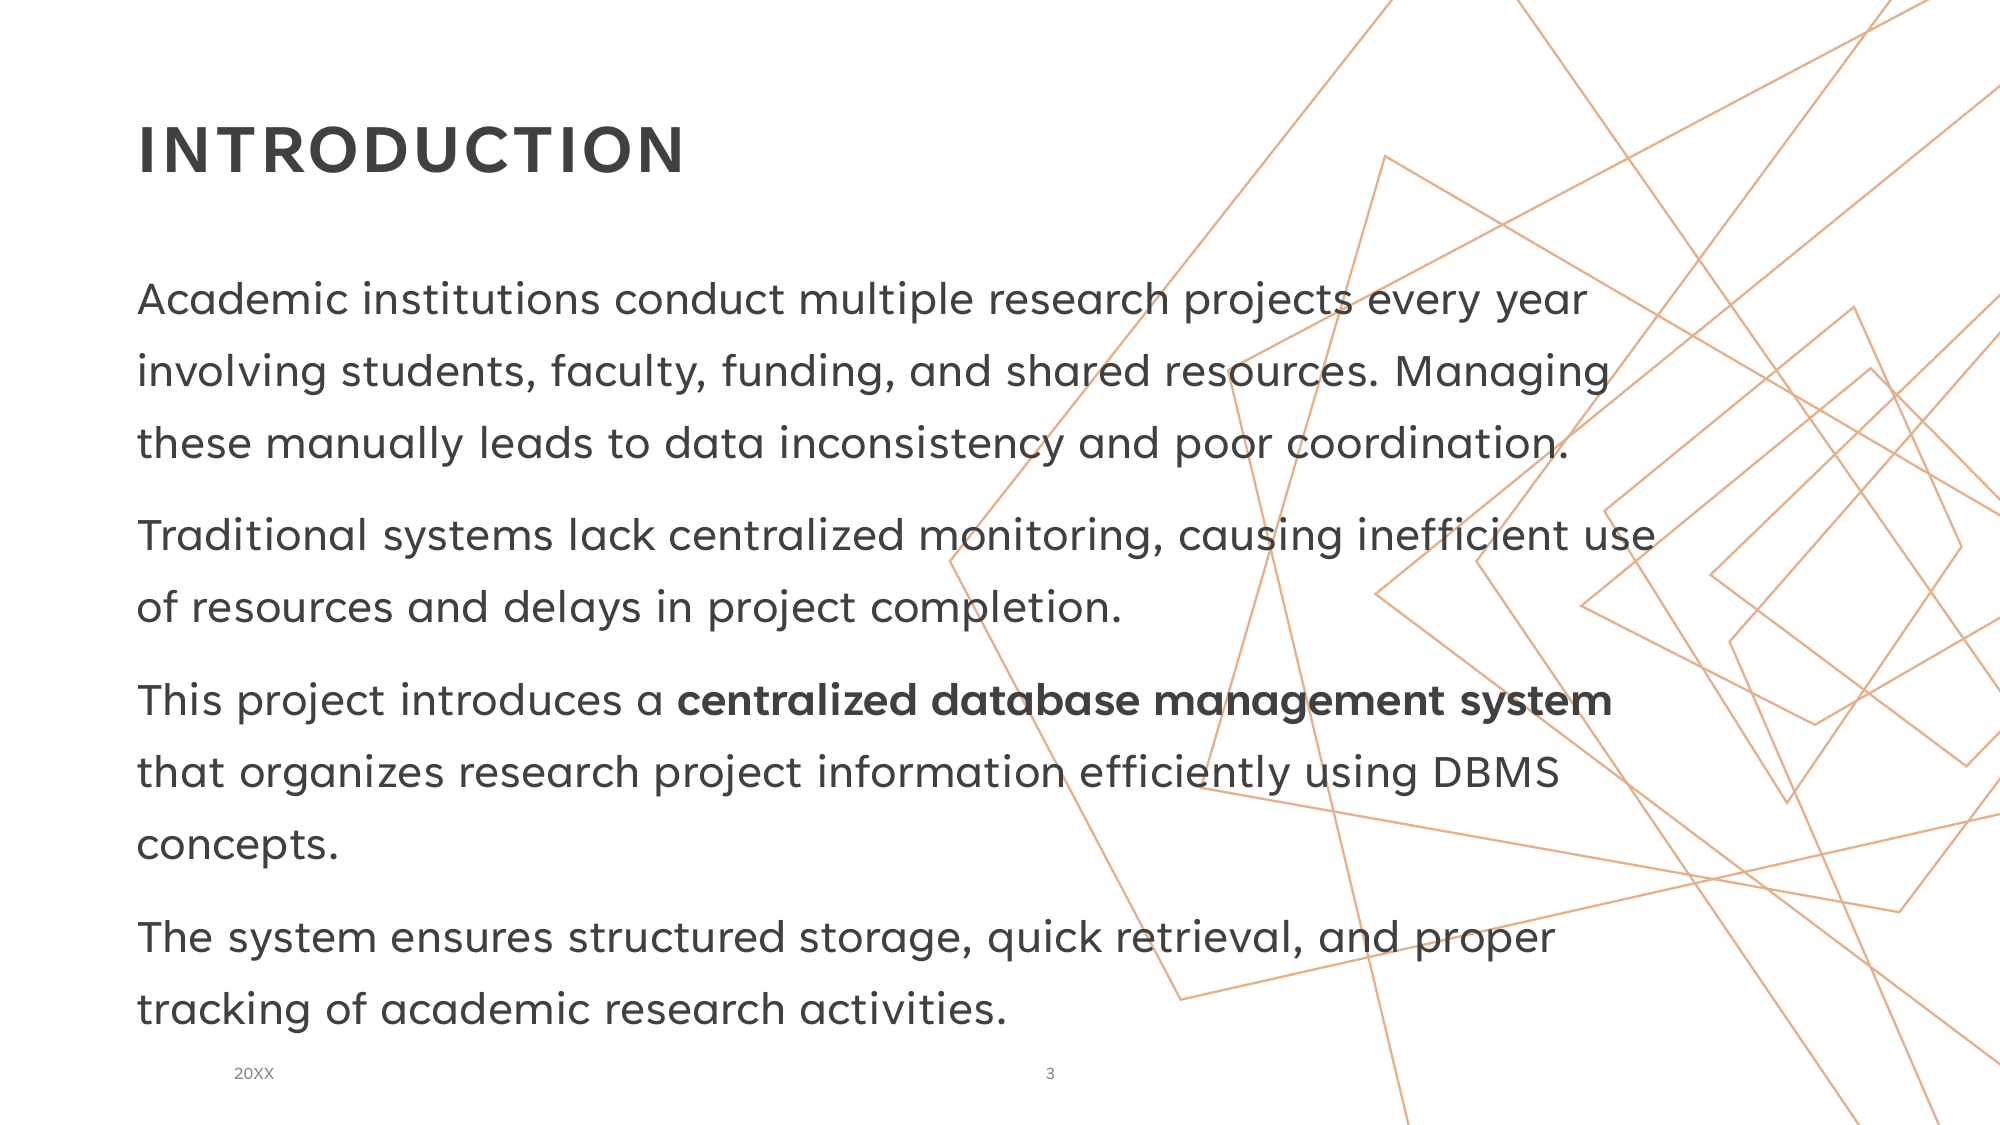 INTRODUCTION
Academic institutions conduct multiple research projects every year
involving students, faculty, funding, and shared resources. Managing
these manually leads to data inconsistency and poor coordination.
Traditional systems lack centralized monitoring, causing inefficient use
of resources and delays in project completion.
This project introduces a centralized database management system
that organizes research project information efficiently using DBMS
concepts.
The system ensures structured storage, quick retrieval, and proper
tracking of academic research activities.
20XX
3